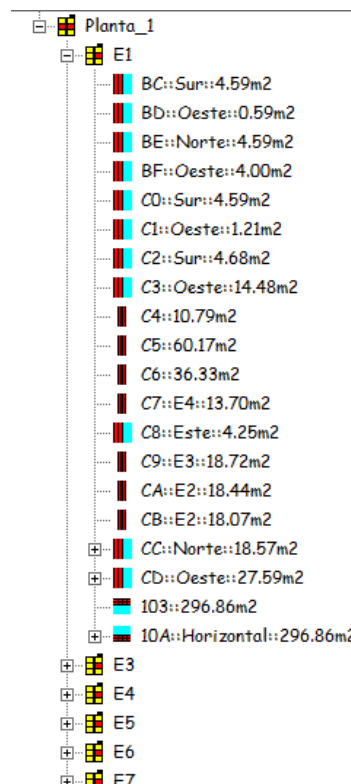 Planta_1
E1
BC::Sur::4.59m2
BD::Oeste::0.59m2
BE::Norte::4.59m2
BF::Oeste::4.00m2
C0::Sur::4.59m2
C1::Oeste::1.21m2
C2::Sur::4.68m2
C3::Oeste::14.48m2
C4::10.79m2
C5::60.17m2
C6::36.33m2
C7::E4::13.70m2
C8::Este::4.25m2
C9::E3::18.72m2
CA::E2::18.44m2
CB::E2::18.07m2
CC::Norte::18.57m2
CD::Oeste::27.59m2
103::296.86m2
10A::Horizontal::296.86m2
E3
E4
E5
E6
E7